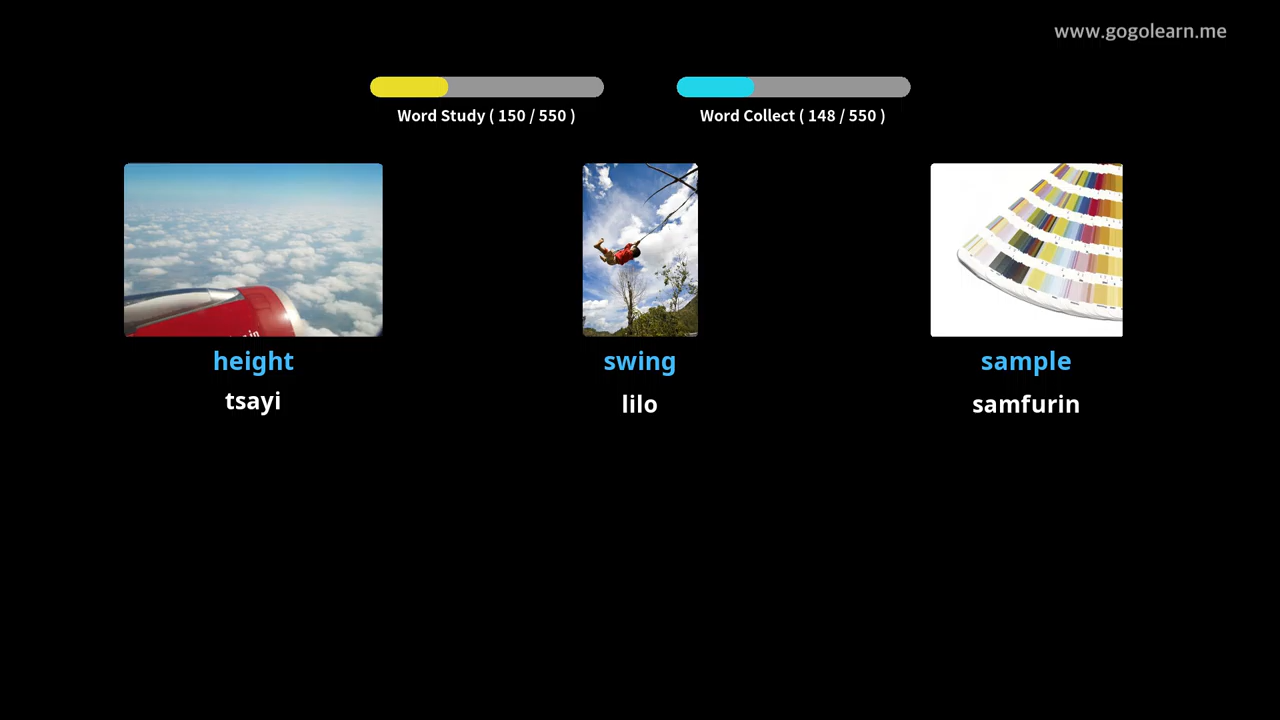 www.gogolearn.me
Word Study ( 150 / 550 )
Word Collect ( 148 / 550 )
height
swing
sample
tsayi
lilo
samfurin